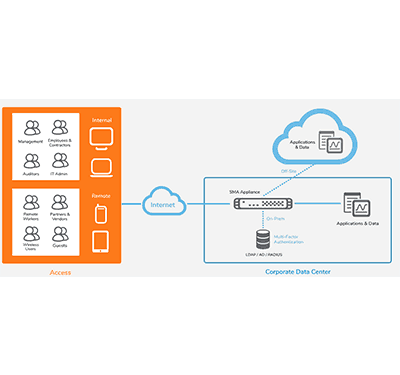 Internal
Management
Employees &
Contractors
Auditors
IT Admin
Remote
Remote
Workers
Partners &
Vendors
Wireless
Users
Guests
Access
Internet
Applications
& Data
Off-Site
SMA Appliance
On-Prem
Multi-Factor
Authentication
LDAP / AD / RADIUS
Applications & Data
Corporate Data Center